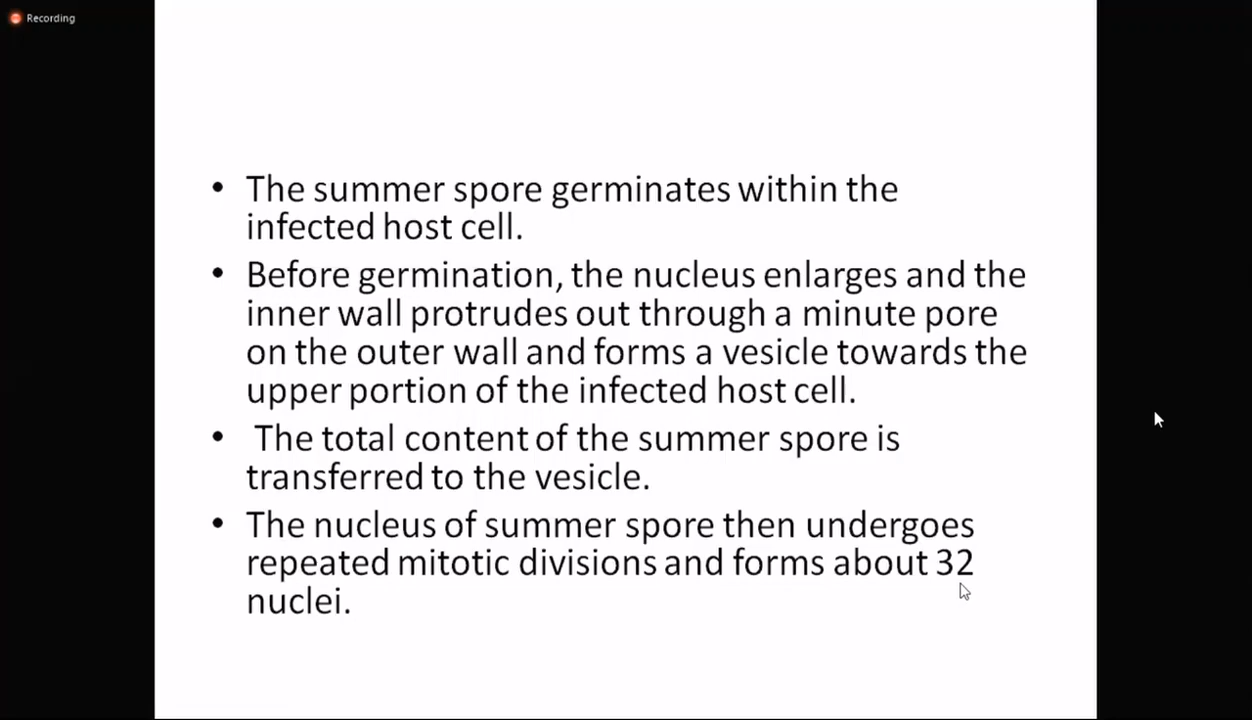 Recording
• The summer spore germinates within the
infected host cell.
• Before germination, the nucleus enlarges and the
inner wall protrudes out through a minute pore
on the outer wall and forms a vesicle towards the
upper portion of the infected host cell.
• The total content of the summer spore is
transferred to the vesicle.
• The nucleus of summer spore then undergoes
repeated mitotic divisions and forms about 32
nuclei.